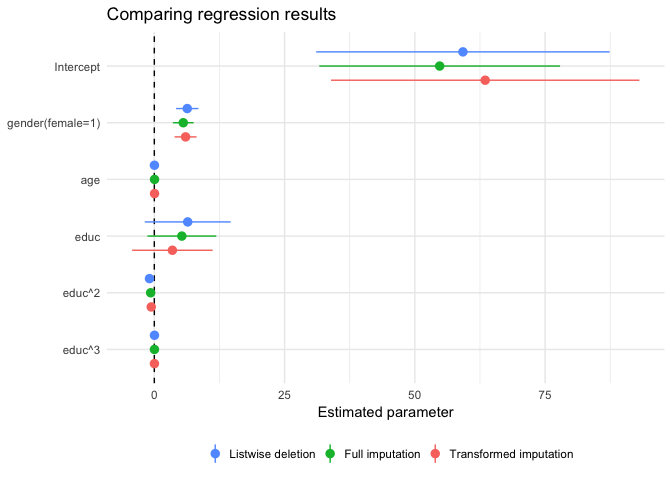 Comparing regression results
Intercept
gender(female=1)
age
educ
educ^2
educ^3
0 25 50 75
Estimated parameter
Listwise deletion Full imputation Transformed imputation